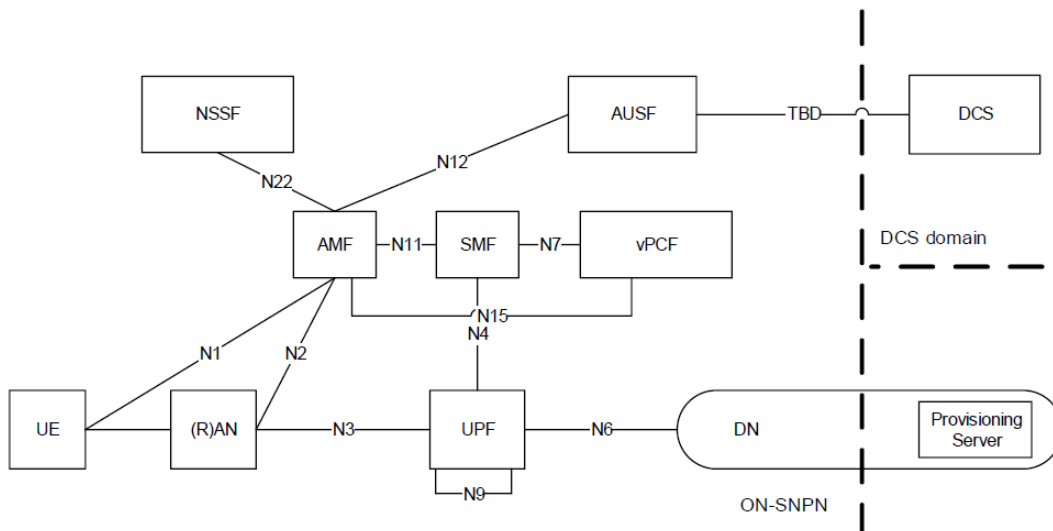 NSSF
AUSF
TBD
DCS
N12
N22
AMF
N11
SMF
N7
vPCF
DCS domain
N15
N4
N1
N2
UE
(R)AN
N3
UPF
N6
DN
Provisioning
Server
N9
ON-SNPN